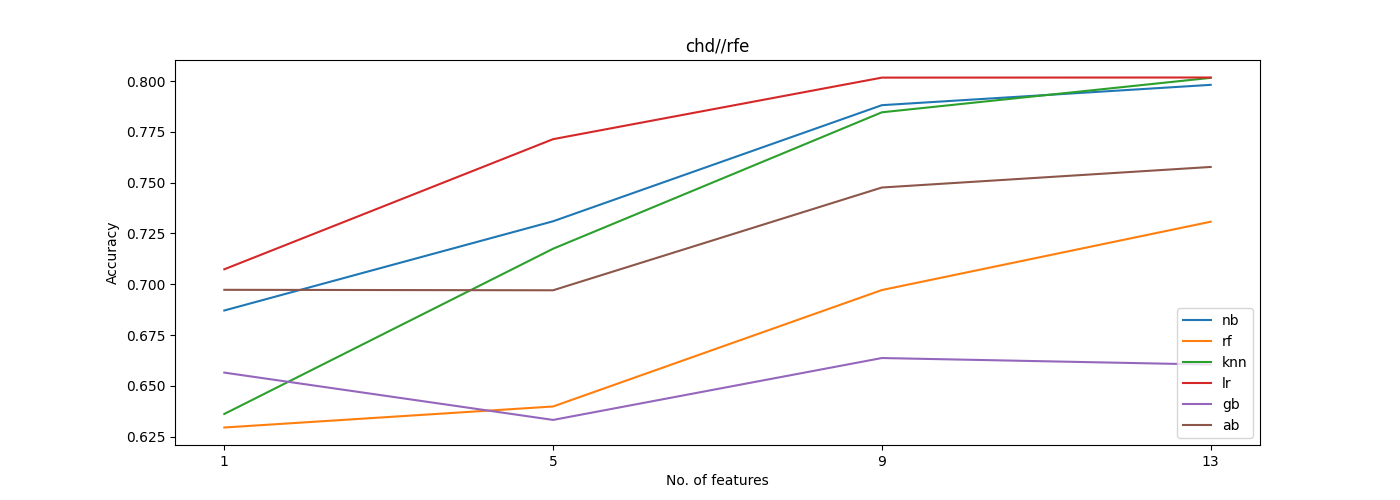 chd//rfe
0.800
0.775
0.750
0.725
0.700
0.675
0.650
0.625
Accuracy
1 5 9 13
No. of features
nb
rf
knn
lr
gb
ab